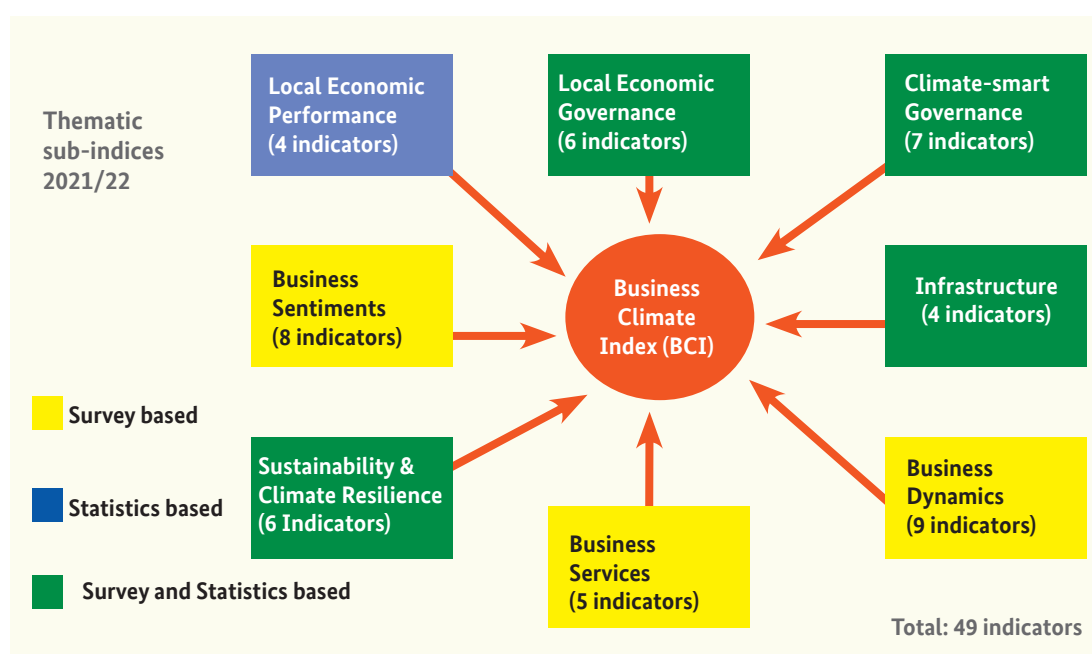 Thematic
sub-indices
2021/22
Local Economic
Performance
(4 indicators)
Local Economic
Governance
(6 indicators)
Climate-smart
Governance
(7 indicators)
Business
Sentiments
(8 indicators)
Business
Climate
Index (BCI)
Infrastructure
(4 indicators)
Survey based
Statistics based
Survey and Statistics based
Sustainability &
Climate Resilience
(6 Indicators)
Business
Services
(5 indicators)
Business
Dynamics
(9 indicators)
Total: 49 indicators